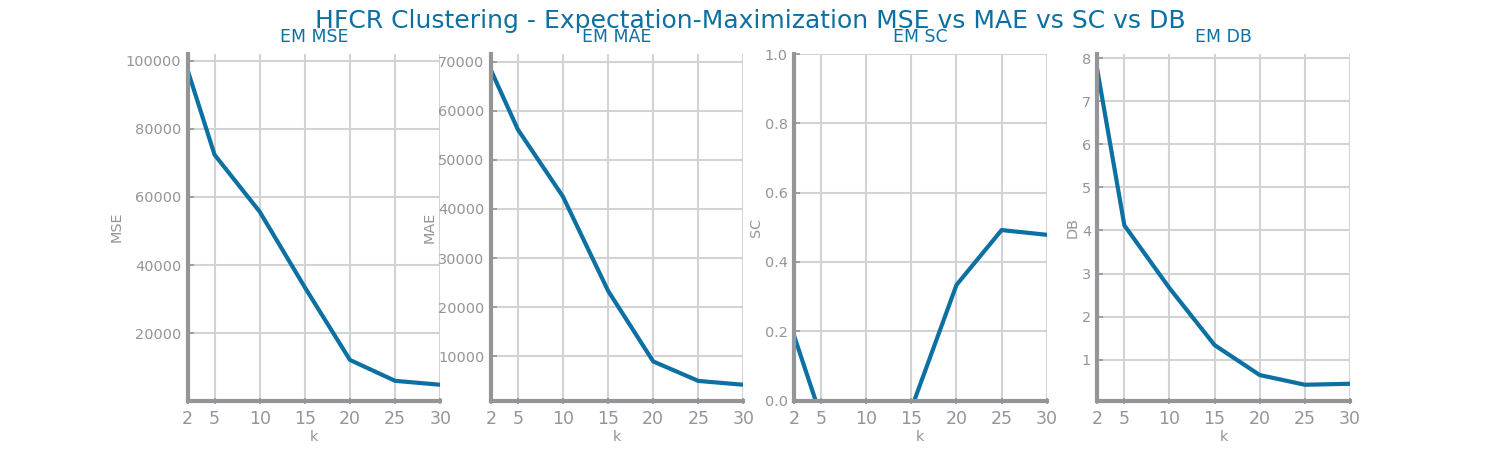 HFCR Clustering - Expectation-Maximization MSE vs MAE vs SC vs DB
EM MSE
MSE
100000
80000
60000
40000
20000
2 5 10 15 20 25 30
k
EM MAE
MAE
70000
60000
50000
40000
30000
20000
10000
2 5 10 15 20 25 30
k
EM SC
SC
1.0
0.8
0.6
0.4
0.2
0.0
2 5 10 15 20 25 30
k
EM DB
DB
8
7
6
5
4
3
2
1
2 5 10 15 20 25 30
k